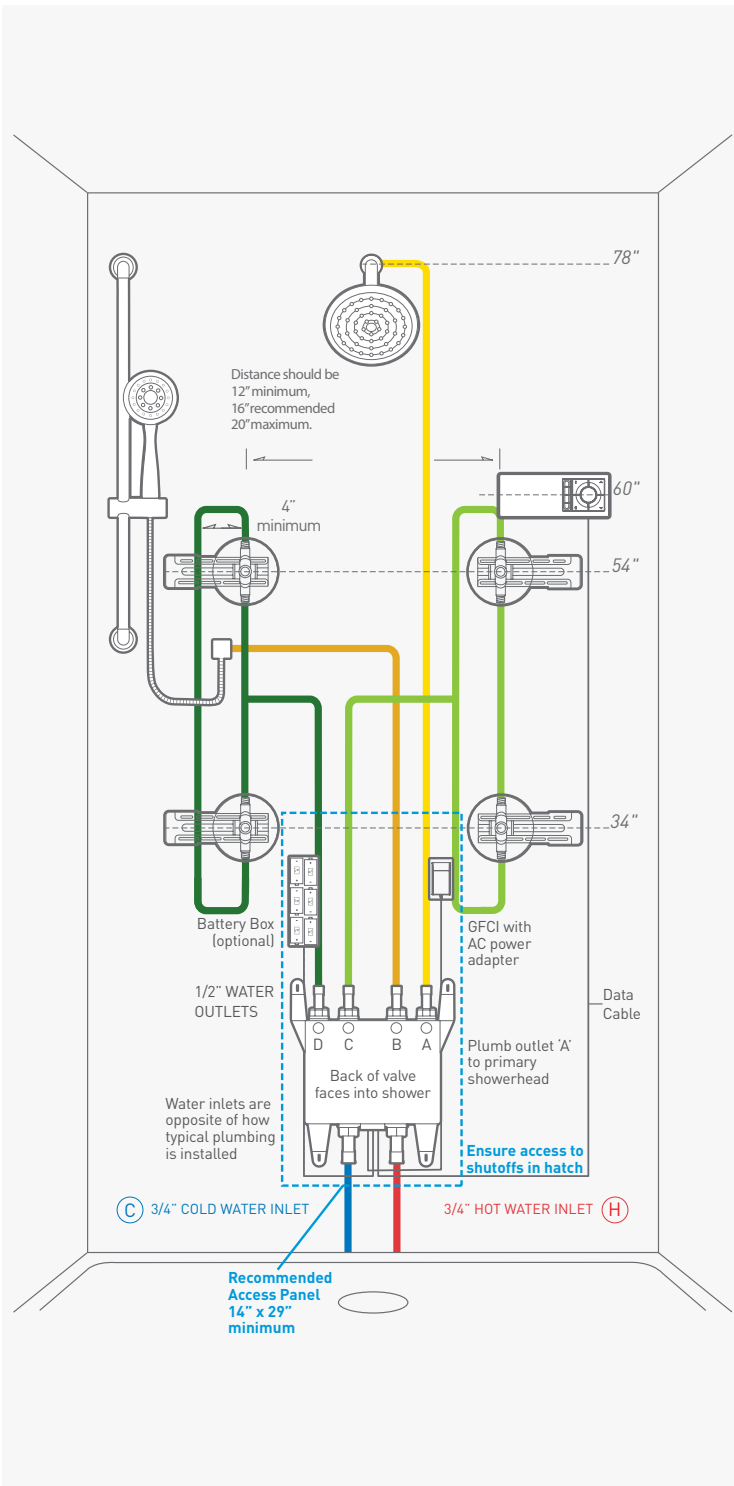 78"
Distance should be
12" minimum,
16" recommended
20" maximum.
60"
4"
minimum
54"
34"
Battery Box
(optional)
GFCI with
AC power
adapter
1/2" WATER
OUTLETS
Data
Cable
D C B A
Back of valve
faces into shower
Plumb outlet 'A'
to primary
showerhead
Water inlets are
opposite of how
typical plumbing
is installed
Ensure access to
shutoffs in hatch
C 3/4" COLD WATER INLET
3/4" HOT WATER INLET H
Recommended
Access Panel
14" x 29"
minimum